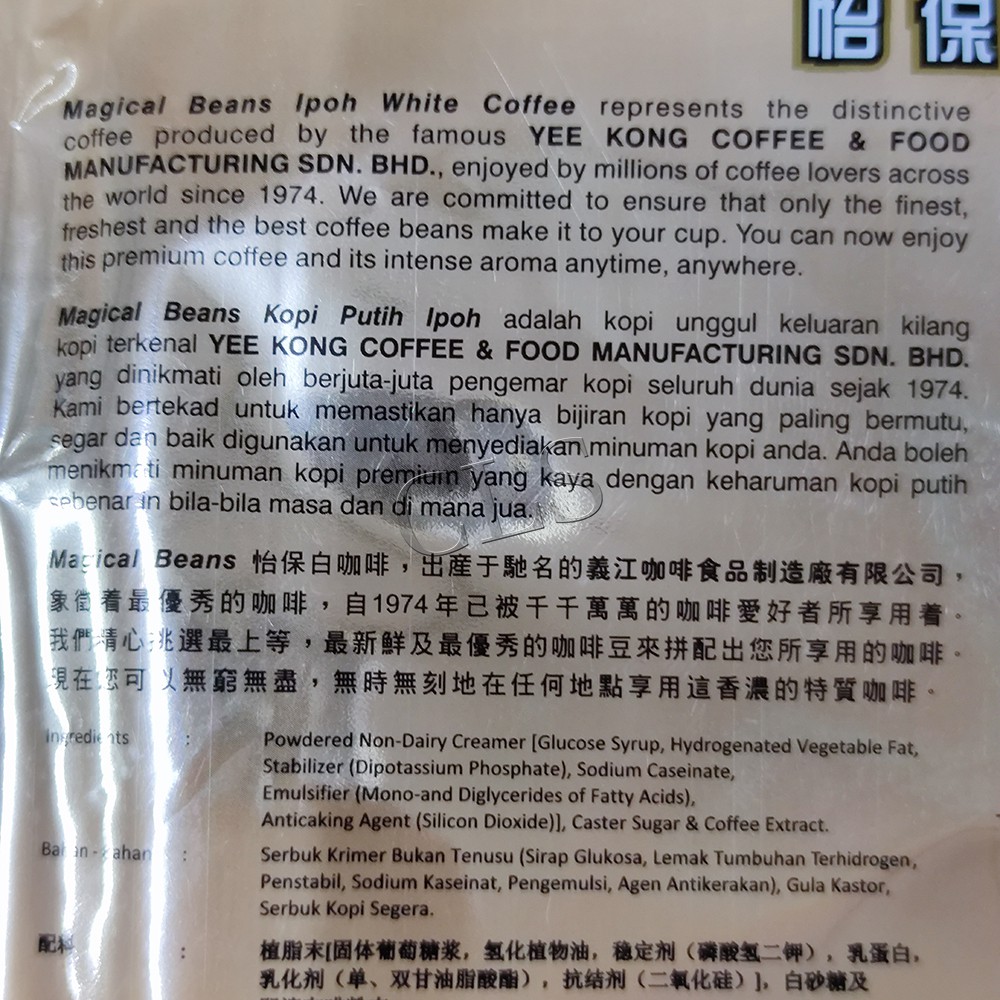 怡保
Magical Beans Ipoh White Coffee represents the distinctive
coffee produced by the famous YEE KONG COFFEE & FOOD
MANUFACTURING SDN. BHD., enjoyed by millions of coffee lovers across
the world since 1974. We are committed to ensure that only the finest,
freshest and the best coffee beans make it to your cup. You can now enjoy
this premium coffee and its intense aroma anytime, anywhere.
Magical Beans Kopi Putih Ipoh adalah kopi unggul keluaran kilang
kopi terkenal YEE KONG COFFEE & FOOD MANUFACTURING SDN. BHD.
yang dinikmati oleh berjuta-juta pengemar kopi seluruh dunia sejak 1974.
Kami bertekad untuk memastikan hanya bijiran kopi yang paling bermutu,
segar dan baik digunakan untuk menyediakan minuman kopi anda. Anda boleh
menikmati minuman kopi premium yang kaya dengan keharuman kopi putih
sebenar in bila-bila masa dan di mana jua.
CLS
Magical Beans 怡保白咖啡，出産于馳名的義江咖啡食品制造廠有限公司，
象徵着最優秀的咖啡，自1974年已被千千萬萬的咖啡愛好者所享用着。
我們精心挑選最上等，最新鮮及最優秀的咖啡豆來拼配出您所享用的咖啡。
現在您可以無窮無盡，無時無刻地在任何地點享用這香濃的特質咖啡。
Ingredients : Powdered Non-Dairy Creamer [Glucose Syrup, Hydrogenated Vegetable Fat,
Stabilizer (Dipotassium Phosphate), Sodium Caseinate,
Emulsifier (Mono-and Diglycerides of Fatty Acids),
Anticaking Agent (Silicon Dioxide)], Caster Sugar & Coffee Extract.
Bahan-bahan : Serbuk Krimer Bukan Tenusu (Sirap Glukosa, Lemak Tumbuhan Terhidrogen,
Penstabil, Sodium Kaseinat, Pengemulsi, Agen Antikerakan), Gula Kastor,
Serbuk Kopi Segera.
配料 : 植脂末[固体葡萄糖浆，氢化植物油，稳定剂（磷酸氢二钾），乳蛋白，
乳化剂（单、双甘油脂酸酯），抗结剂（二氧化硅）]，白砂糖及